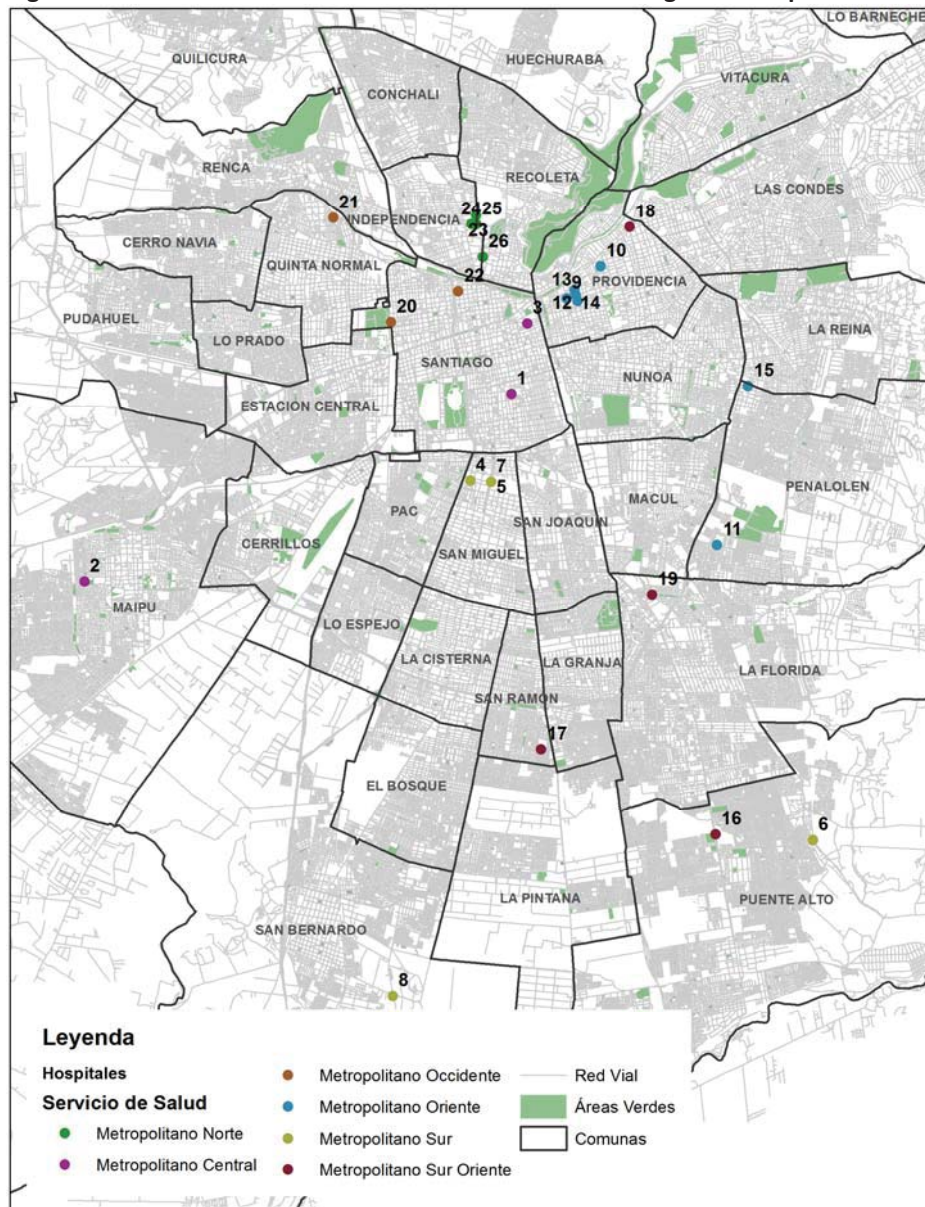 LO BARNECHE
QUILICURA
HUECHURABA
VITACURA
CONCHALI
RENCA
RECOLETA
LAS CONDES
21
24 25
18
INDEPENDENCIA
23
CERRO NAVIA
26
10
QUINTA NORMAL
13 9
PROVIDENCIA
22
12 14
PUDAHUEL
20
3
LO PRADO
LA REINA
SANTIAGO
15
NUNOA
1
ESTACION CENTRAL
4 7
5
PENALOLEN
MACUL
PAC
SAN JOAQUIN
11
CERRILLOS
SAN MIGUEL
2
19
MAIPU
LO ESPEJO
LA CISTERNA
LA GRANJA
LA FLORIDA
SAN RAMON
17
EL BOSQUE
16
6
LA PINTANA
PUENTE ALTO
SAN BERNARDO
8
Leyenda
Hospitales
Servicio de Salud
Metropolitano Norte
Metropolitano Central
Metropolitano Occidente
Metropolitano Oriente
Metropolitano Sur
Metropolitano Sur Oriente
Red Vial
Áreas Verdes
Comunas